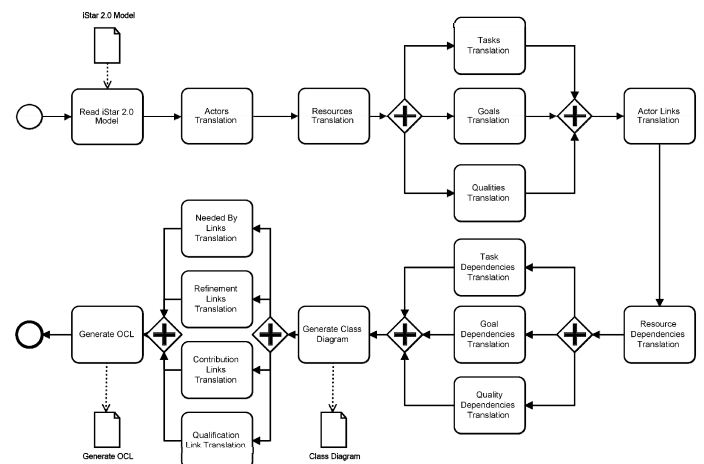 iStar 2.0 Model
Read iStar 2.0
Model
Actors
Translation
Resources
Translation
Tasks
Translation
Goals
Translation
Qualities
Translation
Actor Links
Translation
Needed By
Links
Translation
Refinement
Links
Translation
Contribution
Links
Translation
Qualification
Link Translation
Generate OCL
Generate OCL
Generate Class
Diagram
Class Diagram
Task
Dependencies
Translation
Goal
Dependencies
Translation
Quality
Dependencies
Translation
Resource
Dependencies
Translation